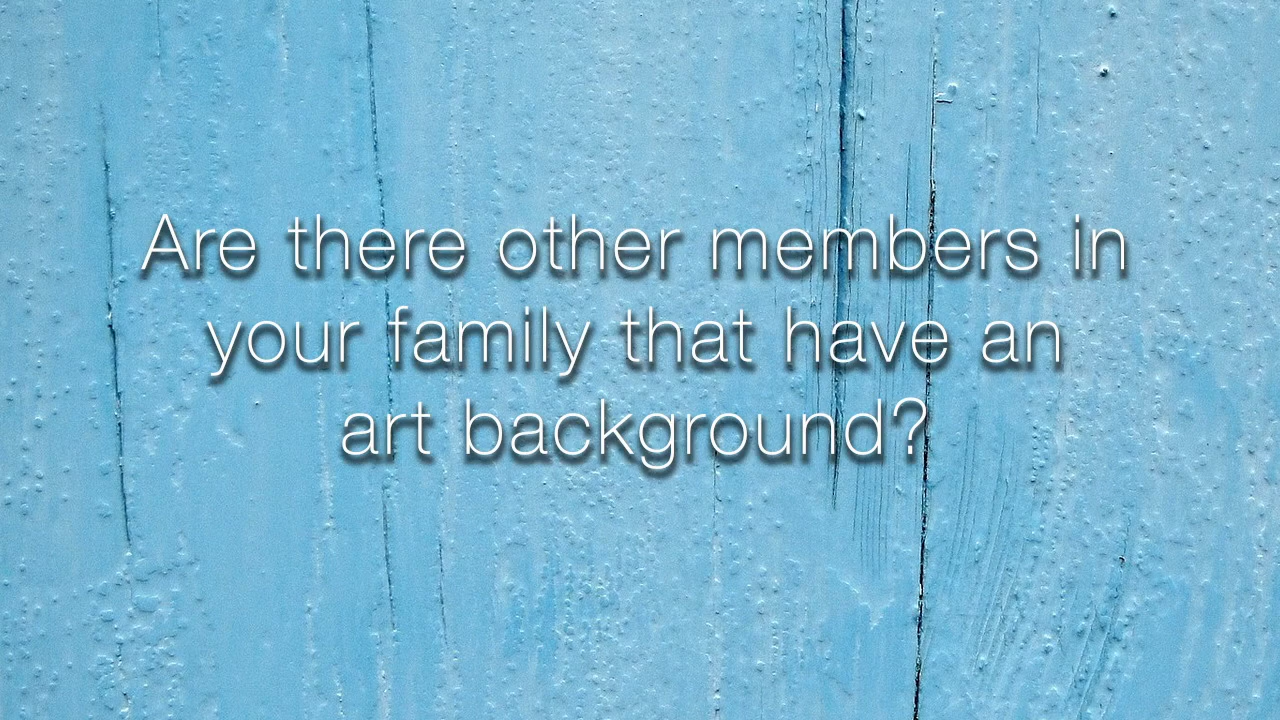 Are there other members in
your family that have an
art background?